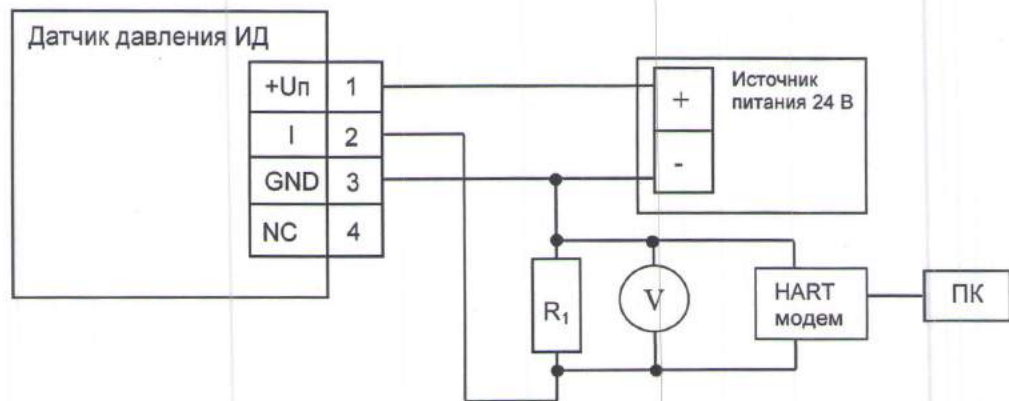 Датчик давления ИД
+Uп 1
I 2
GND 3
NC 4
+
-
Источник
питания 24 В
R1
V
HART
модем
ПК